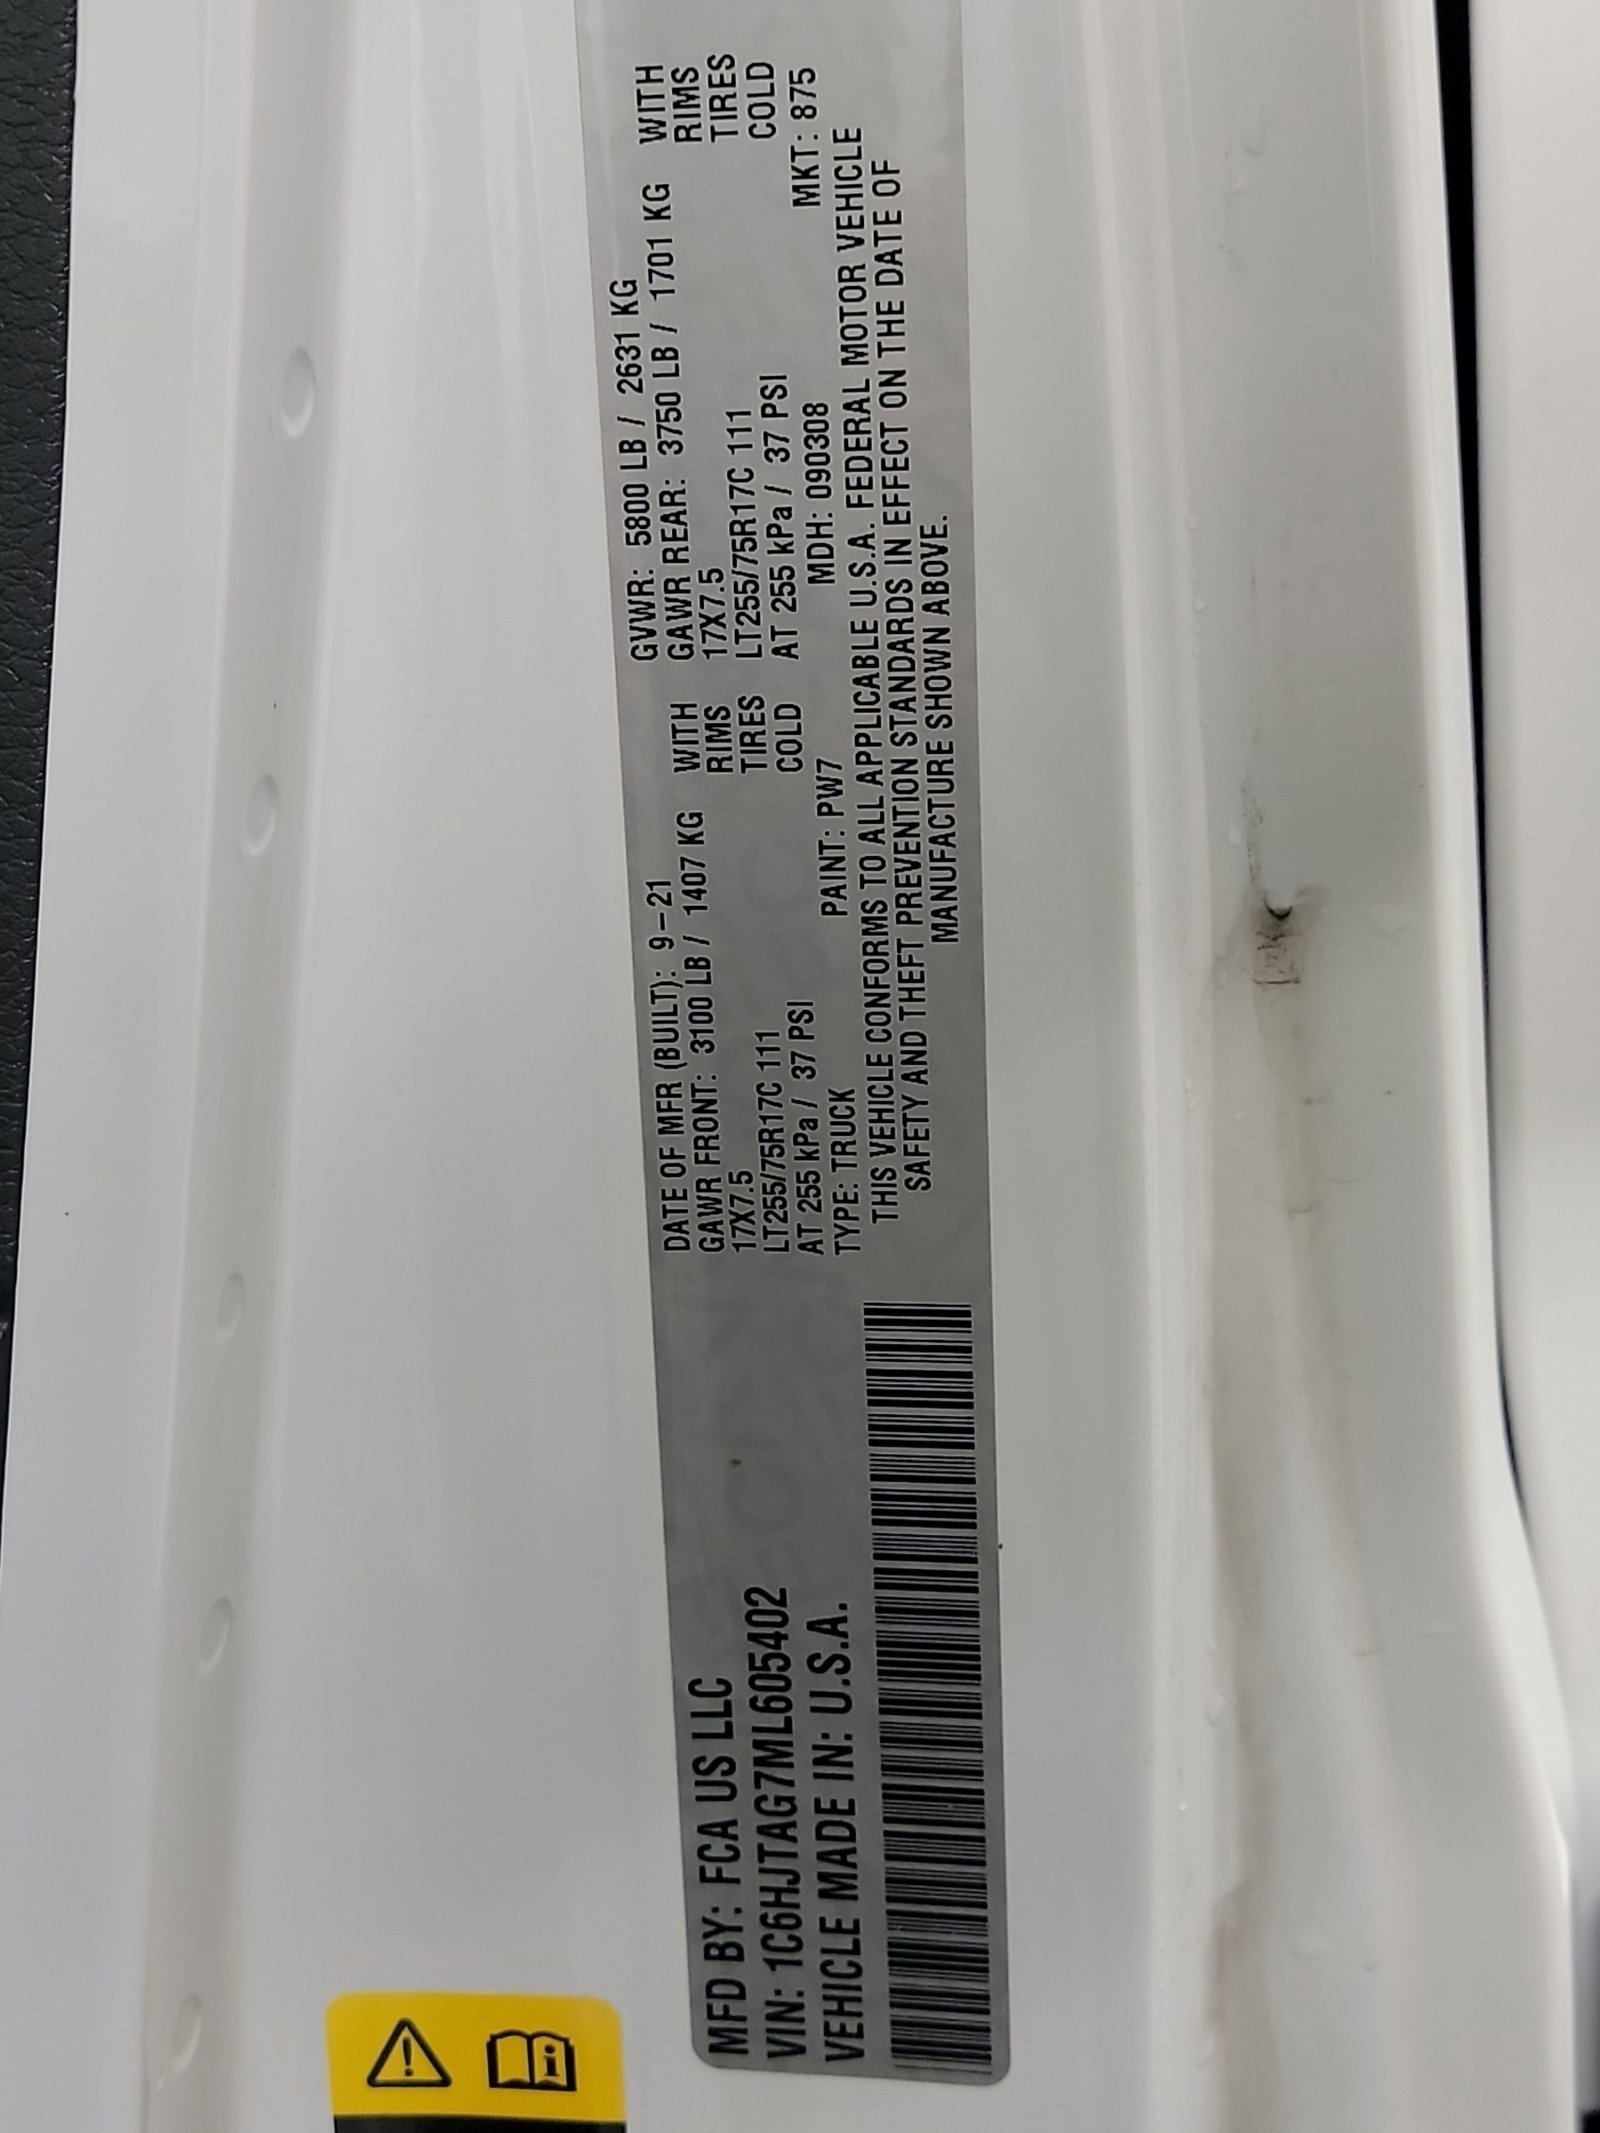 MFD BY: FCA US LLC
VIN: 1C6HJTAG7ML605402
VEHICLE MADE IN: U.S.A.
DATE OF MFR (BUILT): 9-21 GVWR: 5800 LB / 2631 KG
GAWR FRONT: 3100 LB / 1407 KG WITH GAWR REAR: 3750 LB / 1701 KG WITH
17X7.5 RIMS 17X7.5 RIMS
LT255/75R17C 111 TIRES LT255/75R17C 111 TIRES
AT 255 kPa / 37 PSI COLD AT 255 kPa / 37 PSI COLD
TYPE: TRUCK PAINT: PW7 MDH: 090308 MKT: 875
THIS VEHICLE CONFORMS TO ALL APPLICABLE U.S.A. FEDERAL MOTOR VEHICLE
SAFETY AND THEFT PREVENTION STANDARDS IN EFFECT ON THE DATE OF
MANUFACTURE SHOWN ABOVE.